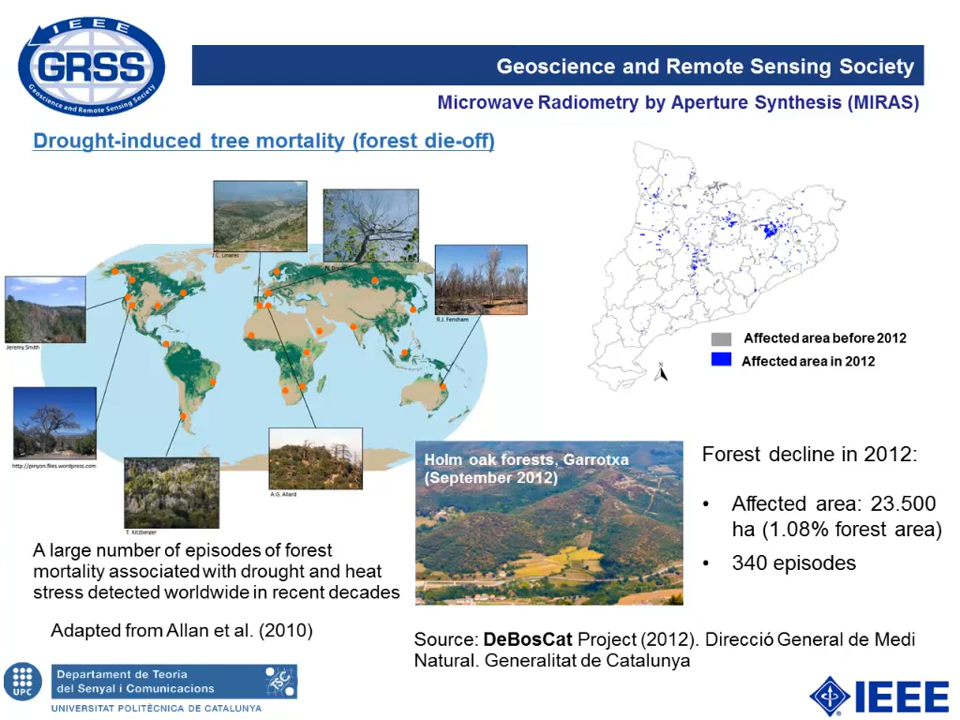 IEEE
GRSS
Geoscience and Remote Sensing Society
Geoscience and Remote Sensing Society
Microwave Radiometry by Aperture Synthesis (MIRAS)
Drought-induced tree mortality (forest die-off)
J.C. Linares
R.J. Fensham
Jeremy Smith
http://pinyon.files.wordpress.com
T. Kitzberger
A.G. Allard
N
Affected area before 2012
Affected area in 2012
Holm oak forests, Garrotxa
(September 2012)
Forest decline in 2012:
• Affected area: 23.500
ha (1.08% forest area)
• 340 episodes
A large number of episodes of forest
mortality associated with drought and heat
stress detected worldwide in recent decades
Adapted from Allan et al. (2010)
Source: DeBosCat Project (2012). Direcció General de Medi
Natural. Generalitat de Catalunya
UPC
Departament de Teoria
del Senyal i Comunicacions
TSC
UNIVERSITAT POLITÈCNICA DE CATALUNYA
IEEE